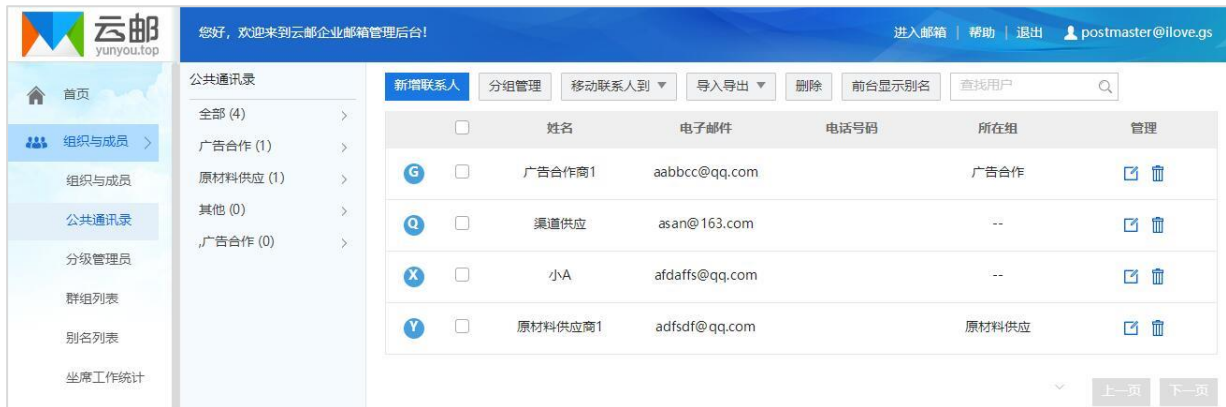 云邮
yunyou.top
您好，欢迎来到云邮企业邮箱管理后台！
进入邮箱 | 帮助 | 退出 postmaster@ilove.gs
首页
组织与成员
组织与成员
公共通讯录
分级管理员
群组列表
别名列表
坐席工作统计
公共通讯录
全部 (4)
广告合作 (1)
原材料供应 (1)
其他 (0)
,广告合作 (0)
新增联系人 分组管理 移动联系人到 导入导出 删除 前台显示别名 查找用户
姓名 电子邮件 电话号码 所在组 管理
G 广告合作商1 aabbcc@qq.com 广告合作
Q 渠道供应 asan@163.com --
X 小A afdaffs@qq.com --
Y 原材料供应商1 adfsdf@qq.com 原材料供应
上一页 下一页